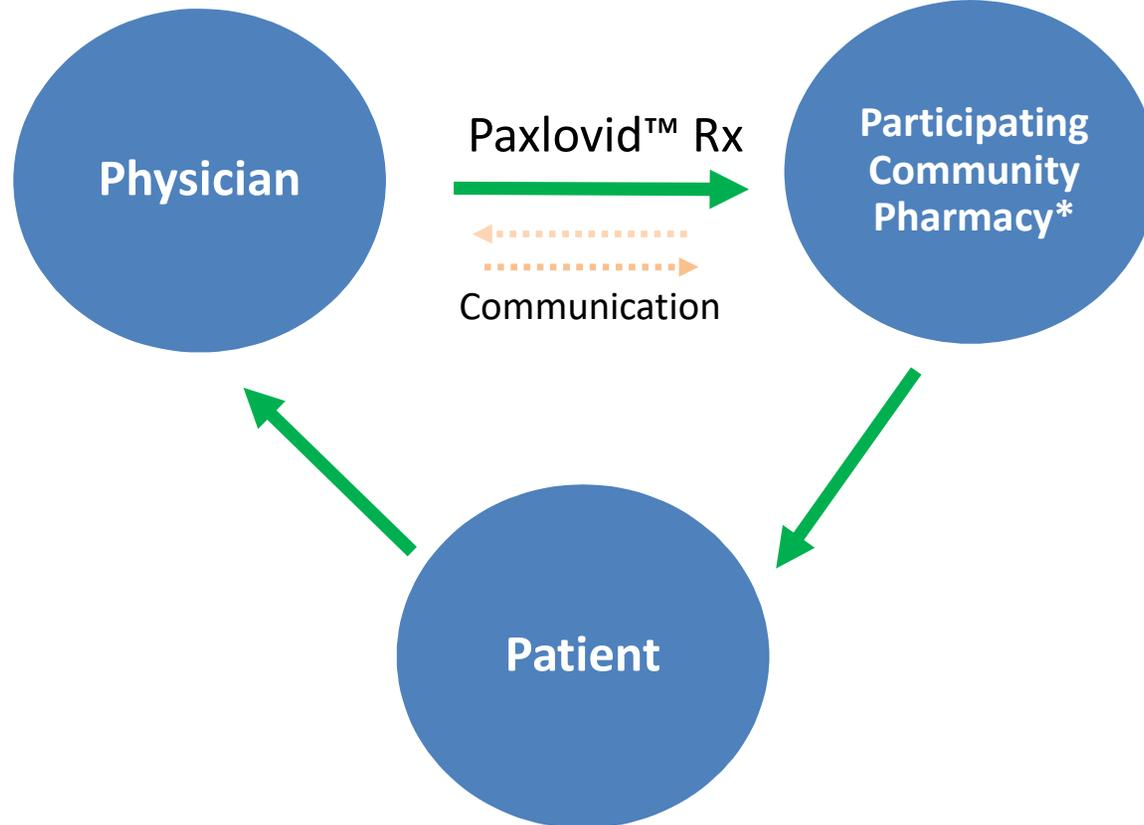 Physician
Paxlovid™ Rx
Communication
Participating
Community
Pharmacy*
Patient